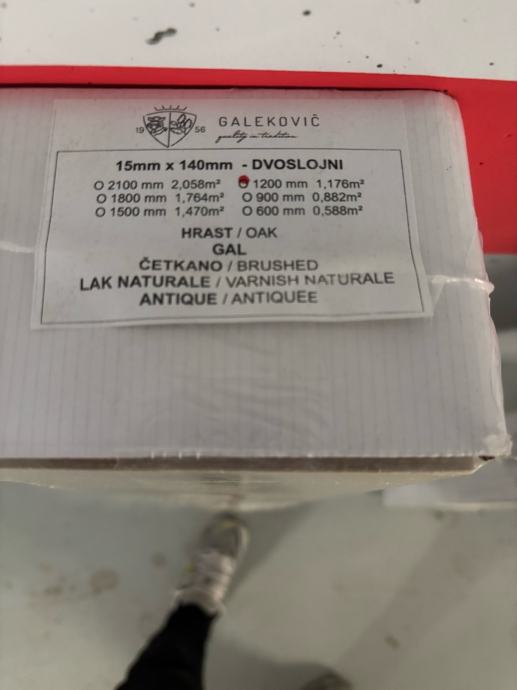 GALEKOVIČ
19 56
quality in tradition
15mm x 140mm - DVOSLOJNI
O 2100 mm 2,058m² O 1200 mm 1,176m²
O 1800 mm 1,764m² O 900 mm 0,882m²
O 1500 mm 1,470m² O 600 mm 0,588m²
HRAST / OAK
GAL
ČETKANO / BRUSHED
LAK NATURALE / VARNISH NATURALE
ANTIQUE / ANTIQUEE